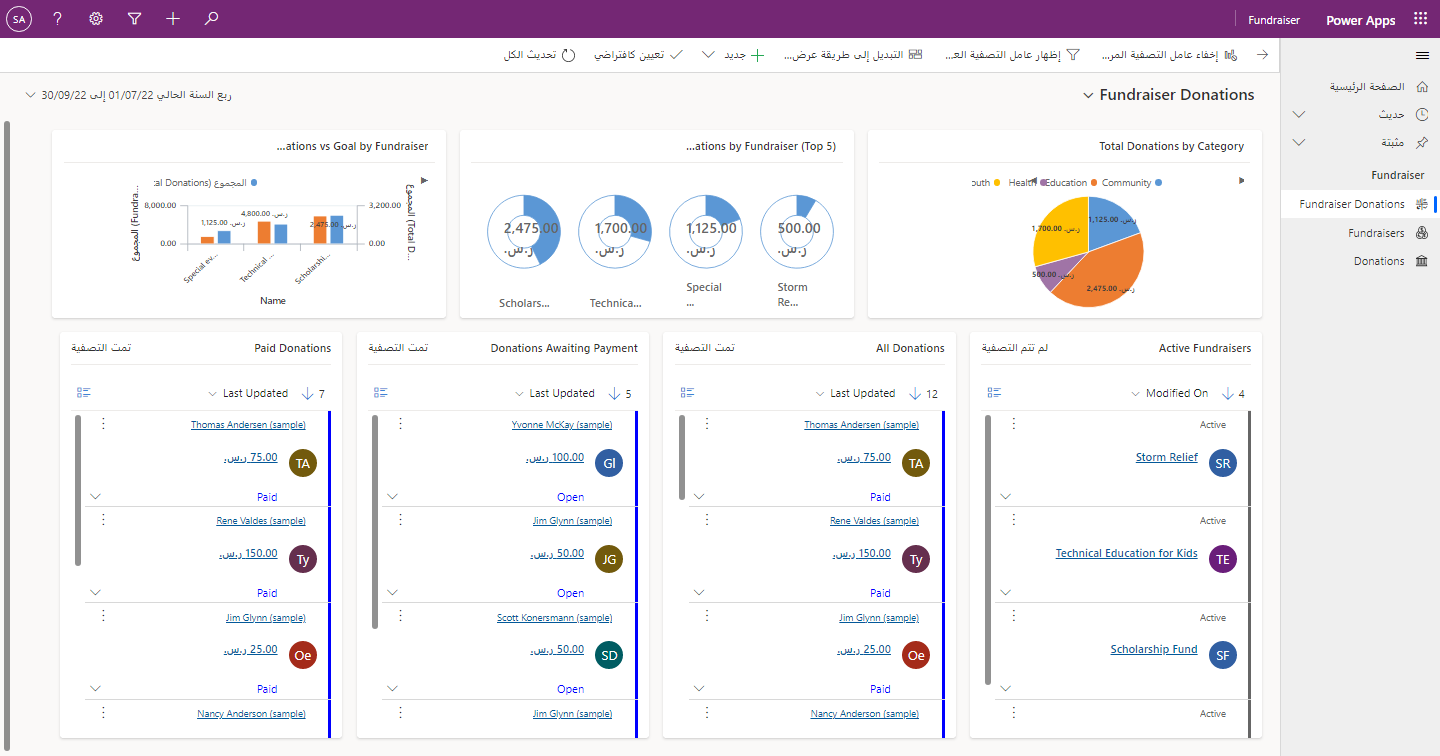 Power Apps
Fundraiser
SA
إخفاء عامل التصفية المر...
إظهار عامل التصفية الع...
التبديل إلى طريقة عرض...
جديد
تعيين كافتراضي
تحديث الكل
الصفحة الرئيسية
حديث
مثبتة
Fundraiser
Fundraiser Donations
Fundraisers
Donations
Fundraiser Donations
ربع السنة الحالي 01/07/22 إلى 30/09/22
Total Donations by Category
Community
Education
Health
outh
1,125.00 ر.س.
1,700.00 ر.س.
500.00 ر.س.
2,475.00 ر.س.
...ations by Fundraiser (Top 5)
2,475.00 ر.س.
1,700.00 ر.س.
1,125.00 ر.س.
500.00 ر.س.
Scholars...
Technica...
Special ...
Storm Re...
...ations vs Goal by Fundraiser
المجموع (al Donations
المجموع (Fundra...
المجموع (Total D...
8,000.00
0.00
3,200.00
0.00
1,125.00 ر.س.
4,800.00 ر.س.
2,475.00 ر.س.
Special ev...
Technical ...
Scholarshi...
Name
Active Fundraisers
لم تتم التصفية
4
Modified On
Active
SR
Storm Relief
Active
TE
Technical Education for Kids
Active
SF
Scholarship Fund
Active
All Donations
تمت التصفية
12
Last Updated
Thomas Andersen (sample)
TA
75.00 ر.س.
Paid
Rene Valdes (sample)
Ty
150.00 ر.س.
Paid
Jim Glynn (sample)
Oe
25.00 ر.س.
Paid
Nancy Anderson (sample)
Donations Awaiting Payment
تمت التصفية
5
Last Updated
Yvonne McKay (sample)
GI
100.00 ر.س.
Open
Jim Glynn (sample)
JG
50.00 ر.س.
Open
Scott Konersmann (sample)
SD
50.00 ر.س.
Open
Jim Glynn (sample)
Paid Donations
تمت التصفية
7
Last Updated
Thomas Andersen (sample)
TA
75.00 ر.س.
Paid
Rene Valdes (sample)
Ty
150.00 ر.س.
Paid
Jim Glynn (sample)
Oe
25.00 ر.س.
Paid
Nancy Anderson (sample)